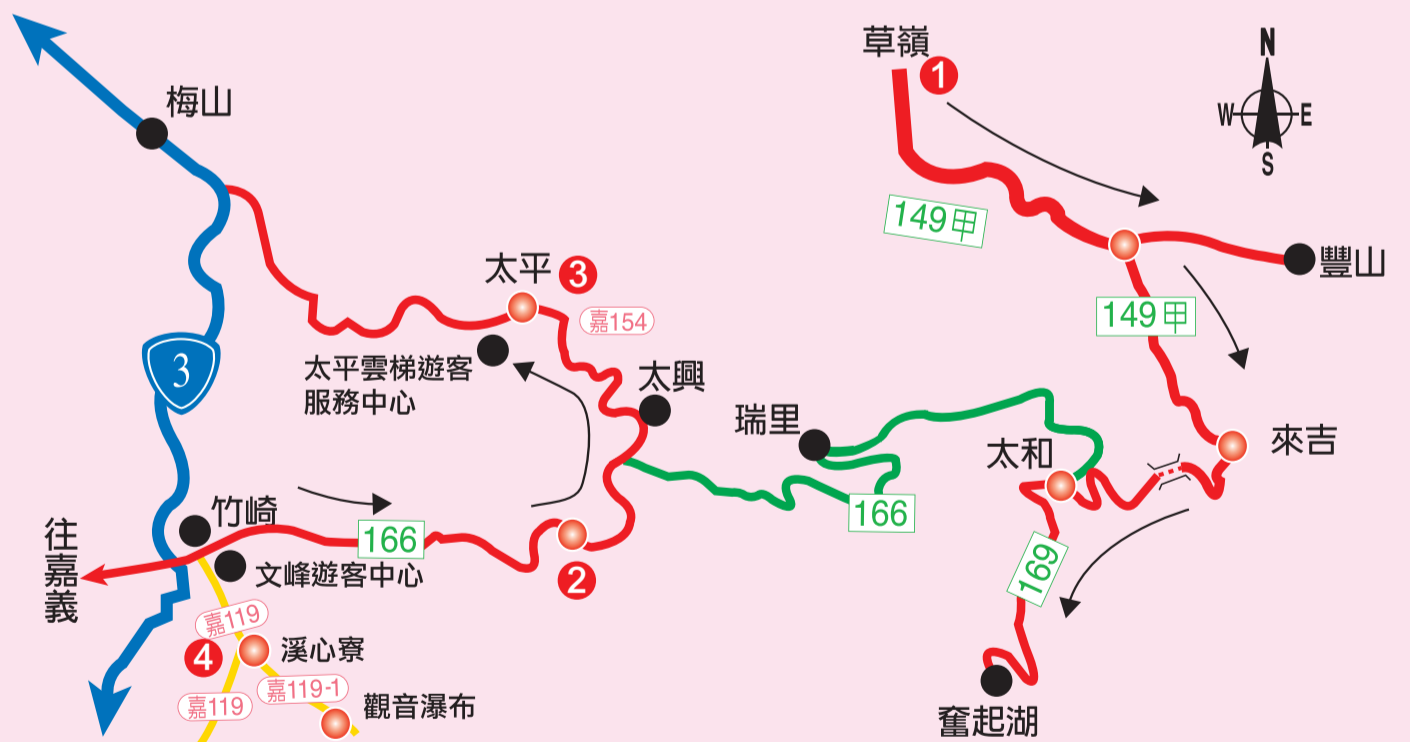 草嶺
1
N
W
E
S
梅山
149甲
豐山
太平
3
嘉154
149甲
3
太平雲梯遊客
服務中心
太興
瑞里
太和
來吉
竹崎
166
166
169
往嘉義
文峰遊客中心
2
嘉119
4
溪心寮
嘉119-1
嘉119
觀音瀑布
奮起湖